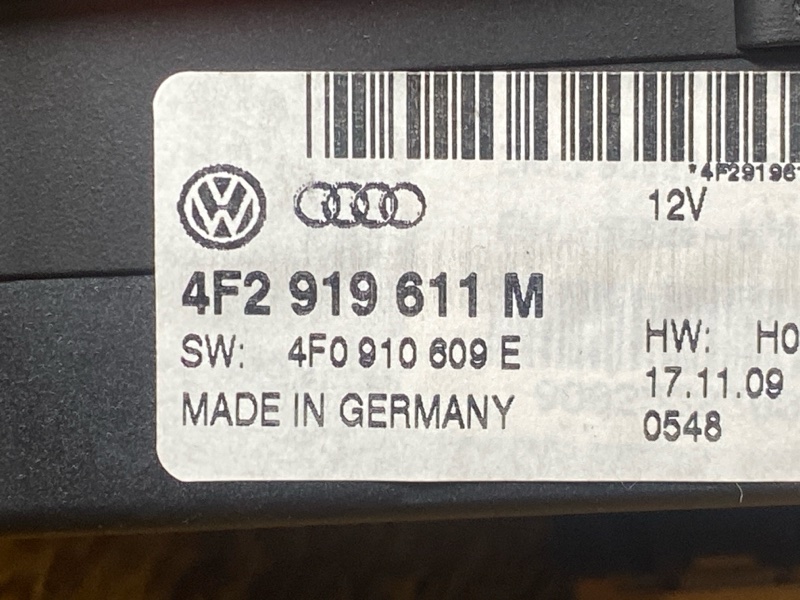 *4F29196
12V
4F2 919 611 M
SW: 4F0 910 609 E
HW: H0
MADE IN GERMANY
17.11.09
0548